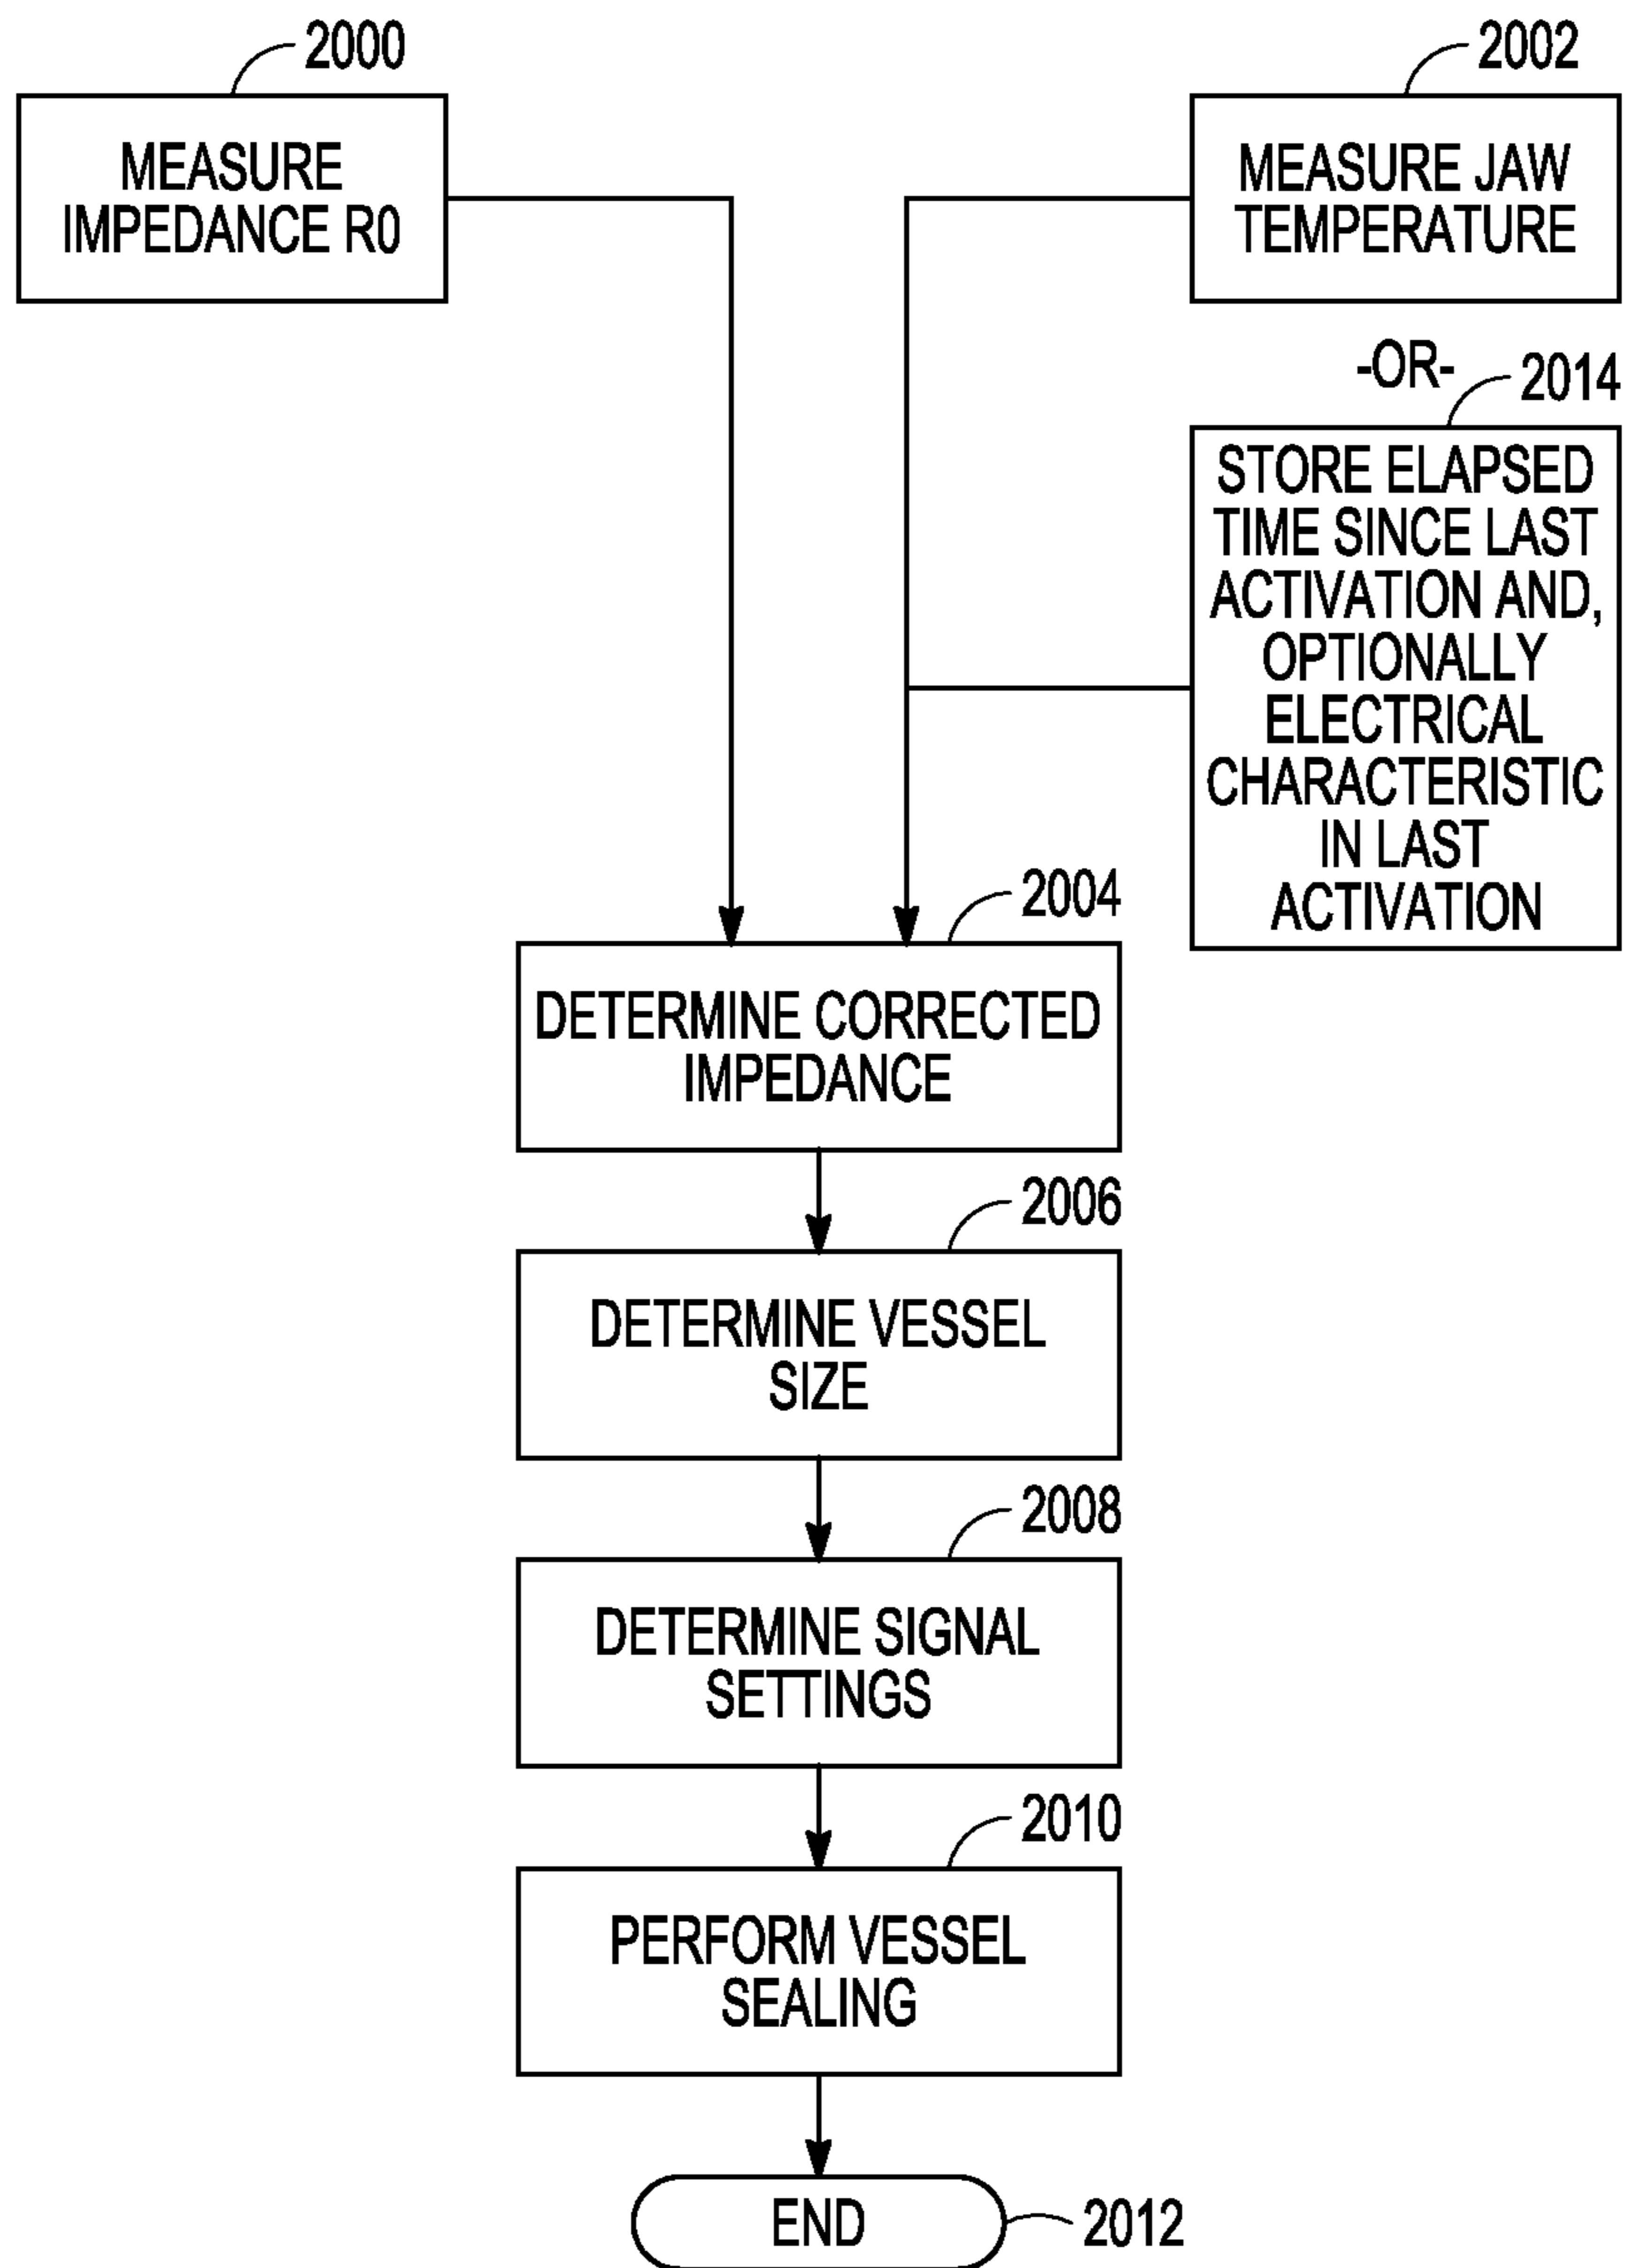 2000
MEASURE
IMPEDANCE R0
2002
MEASURE JAW
TEMPERATURE
-OR-
2014
STORE ELAPSED
TIME SINCE LAST
ACTIVATION AND,
OPTIONALLY
ELECTRICAL
CHARACTERISTIC
IN LAST
ACTIVATION
2004
DETERMINE CORRECTED
IMPEDANCE
2006
DETERMINE VESSEL
SIZE
2008
DETERMINE SIGNAL
SETTINGS
2010
PERFORM VESSEL
SEALING
END
2012